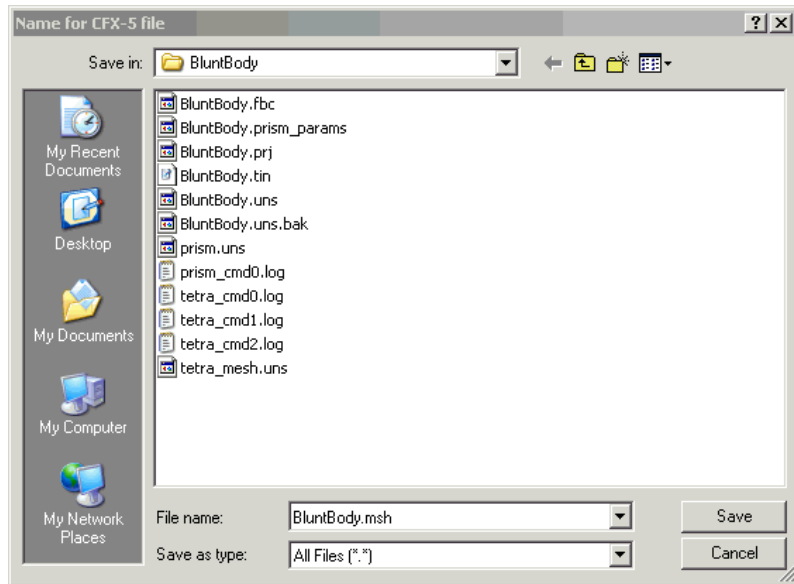 Name for CFX-5 file
Save in:
BluntBody
My Recent
Documents
Desktop
My Documents
My Computer
My Network
Places
BluntBody.fbc
BluntBody.prism_params
BluntBody.prj
BluntBody.tin
BluntBody.uns
BluntBody.uns.bak
prism.uns
prism_cmd0.log
tetra_cmd0.log
tetra_cmd1.log
tetra_cmd2.log
tetra_mesh.uns
File name:
BluntBody.msh
Save
Save as type:
All Files (*.*)
Cancel